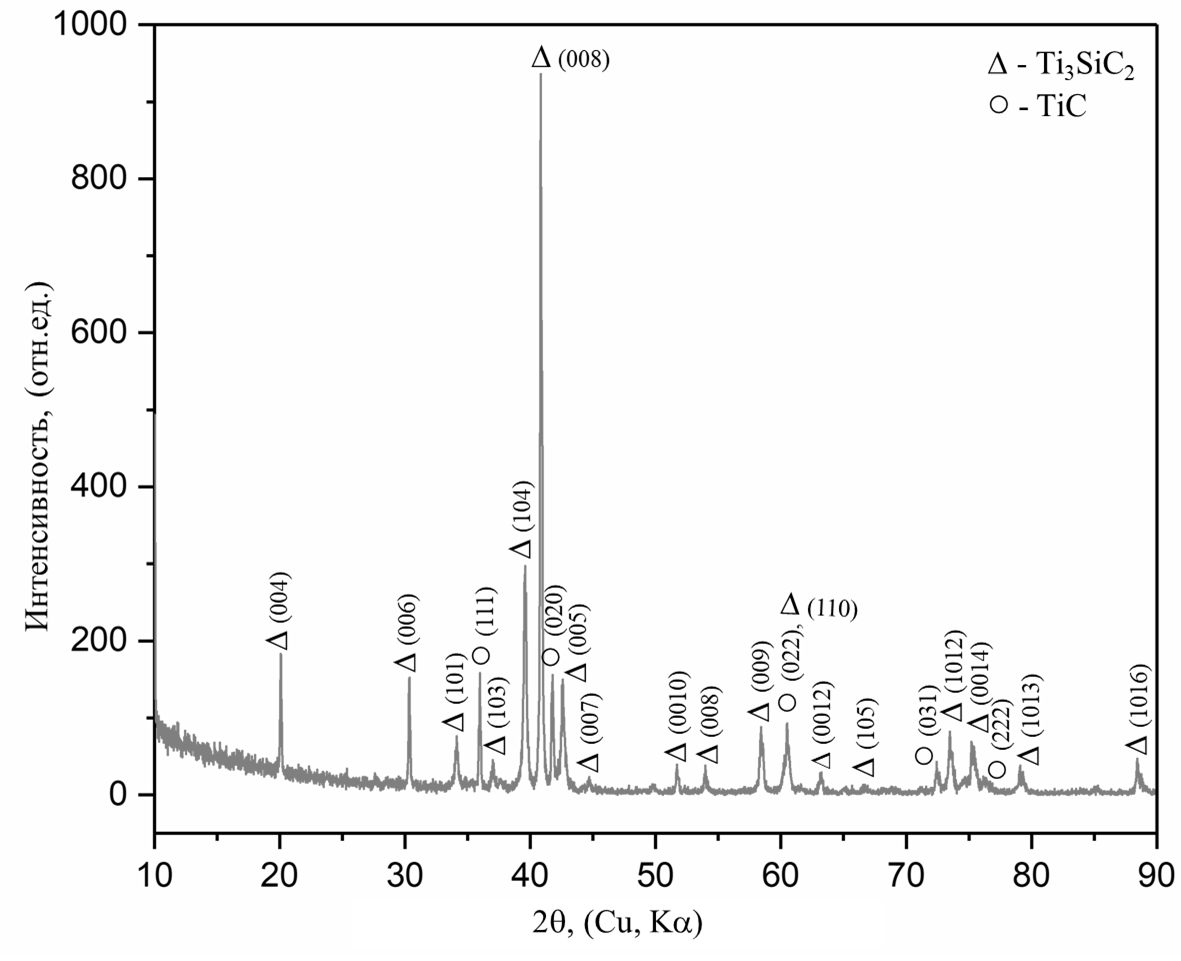 1000
800
600
400
200
0
Интенсивность, (отн.ед.)
Δ - Ti₃SiC₂
○ - TiC
Δ (004)
Δ (006)
Δ (101)
○ (111)
Δ (103)
Δ (104)
Δ (008)
○ (020)
Δ (005)
Δ (007)
Δ (0010)
Δ (008)
Δ (009)
Δ (110)
○ (022),
Δ (0012)
Δ (105)
○ (031)
Δ (1012)
Δ (0014)
○ (222)
Δ (1013)
Δ (1016)
10 20 30 40 50 60 70 80 90
2θ, (Cu, Kα)